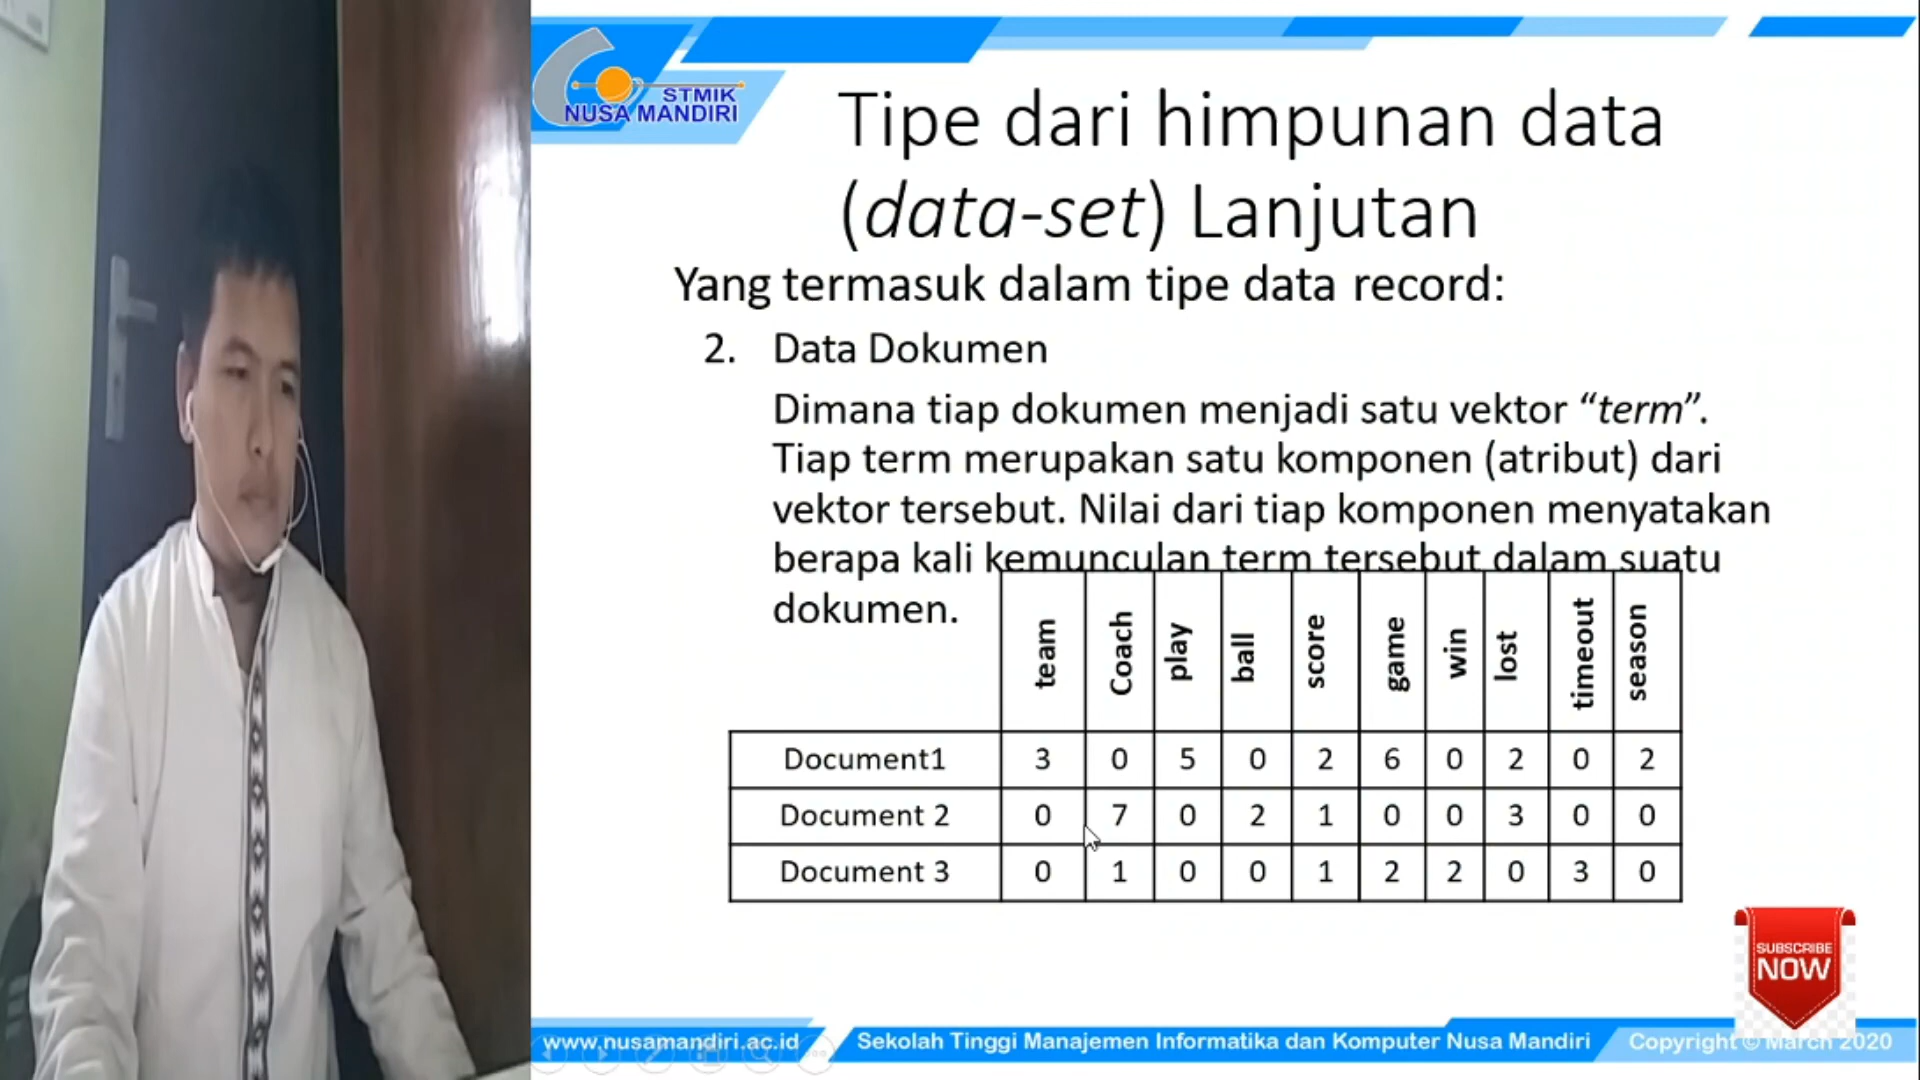 STMIK
NUSA MANDIRI
Tipe dari himpunan data
(data-set) Lanjutan
Yang termasuk dalam tipe data record:
2. Data Dokumen
Dimana tiap dokumen menjadi satu vektor “term”.
Tiap term merupakan satu komponen (atribut) dari
vektor tersebut. Nilai dari tiap komponen menyatakan
berapa kali kemunculan term tersebut dalam suatu
dokumen.
team Coach play ball score game win lost timeout season
Document1 3 0 5 0 2 6 0 2 0 2
Document 2 0 7 0 2 1 0 0 3 0 0
Document 3 0 1 0 0 1 2 2 0 3 0
SUBSCRIBE
NOW
www.nusamandiri.ac.id Sekolah Tinggi Manajemen Informatika dan Komputer Nusa Mandiri Copyright © March 2020